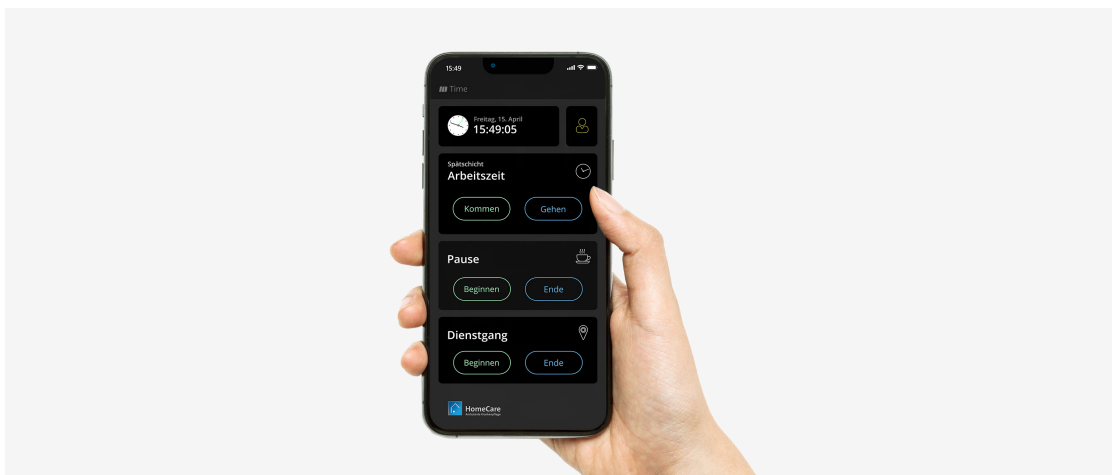 15:49
Time
Freitag, 15. April
15:49:05
Spätschicht
Arbeitszeit
Kommen
Gehen
Pause
Beginnen
Ende
Dienstgang
Beginnen
Ende
HomeCare